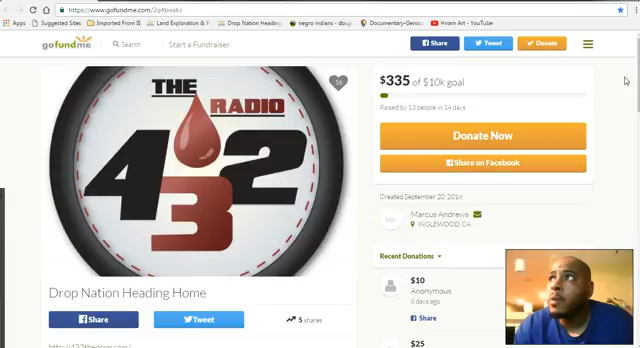 https://www.gofundme.com/2q4bwxks
Apps
Suggested Sites
Imported From IE
Land Exploration & P
Drop Nation Heading
negro indians - doug
Documentary-Genoc
Hiram Art - YouTube
gofundme
Search
Start a Fundraiser
Share
Tweet
Donate
THE
RADIO
432
16
$335 of $10k goal
Raised by 13 people in 14 days
Donate Now
Share on Facebook
Created September 20, 2016
MA
Marcus Andrews
INGLEWOOD, CA
Recent Donations
$10
Anonymous
8 days ago
Share
$25
Drop Nation Heading Home
Share
Tweet
5 shares
http://432thedrop.com/